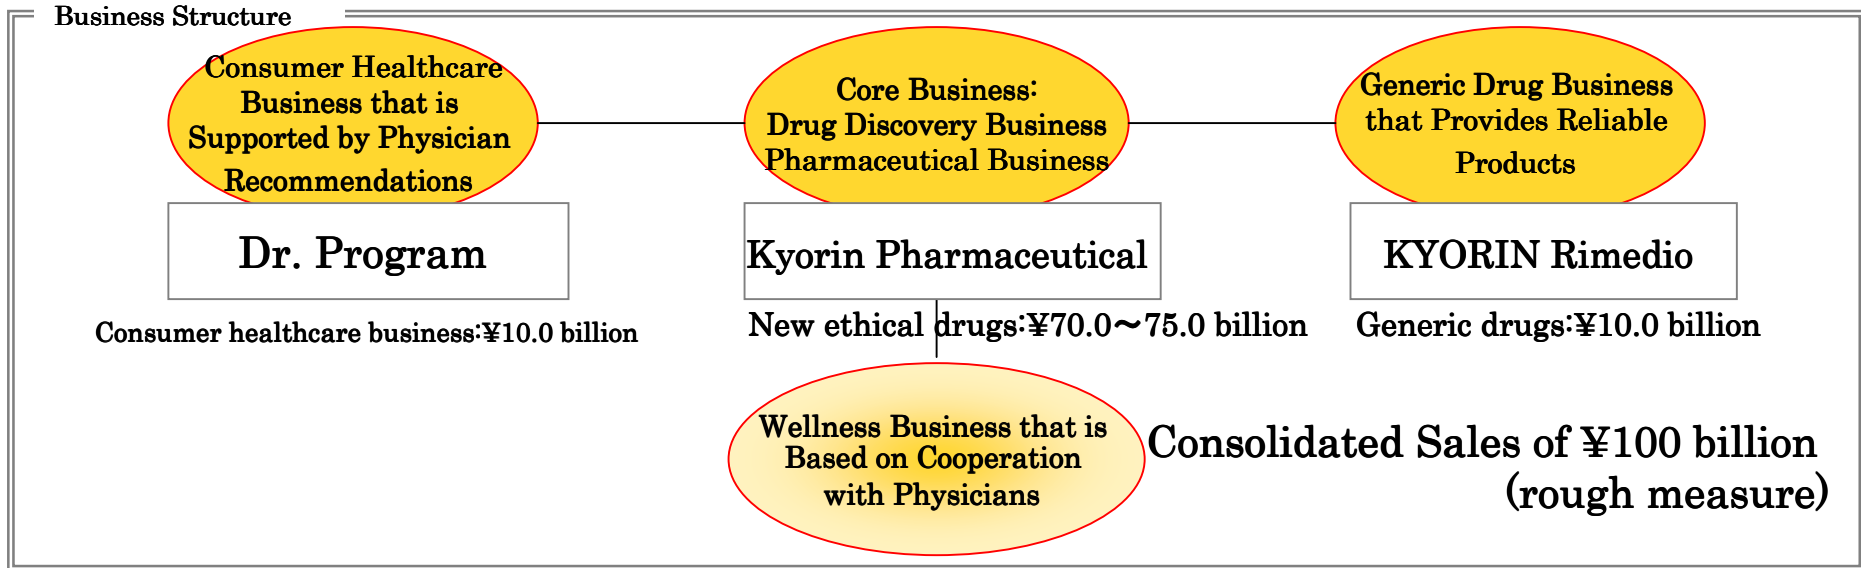 Business Structure
Consumer Healthcare
Business that is
Supported by Physician
Recommendations
Core Business:
Drug Discovery Business
Pharmaceutical Business
Generic Drug Business
that Provides Reliable
Products
Dr. Program
Kyorin Pharmaceutical
KYORIN Rimedio
Consumer healthcare business:¥10.0 billion
New ethical drugs:¥70.0～75.0 billion
Generic drugs:¥10.0 billion
Wellness Business that is
Based on Cooperation
with Physicians
Consolidated Sales of ¥100 billion
(rough measure)